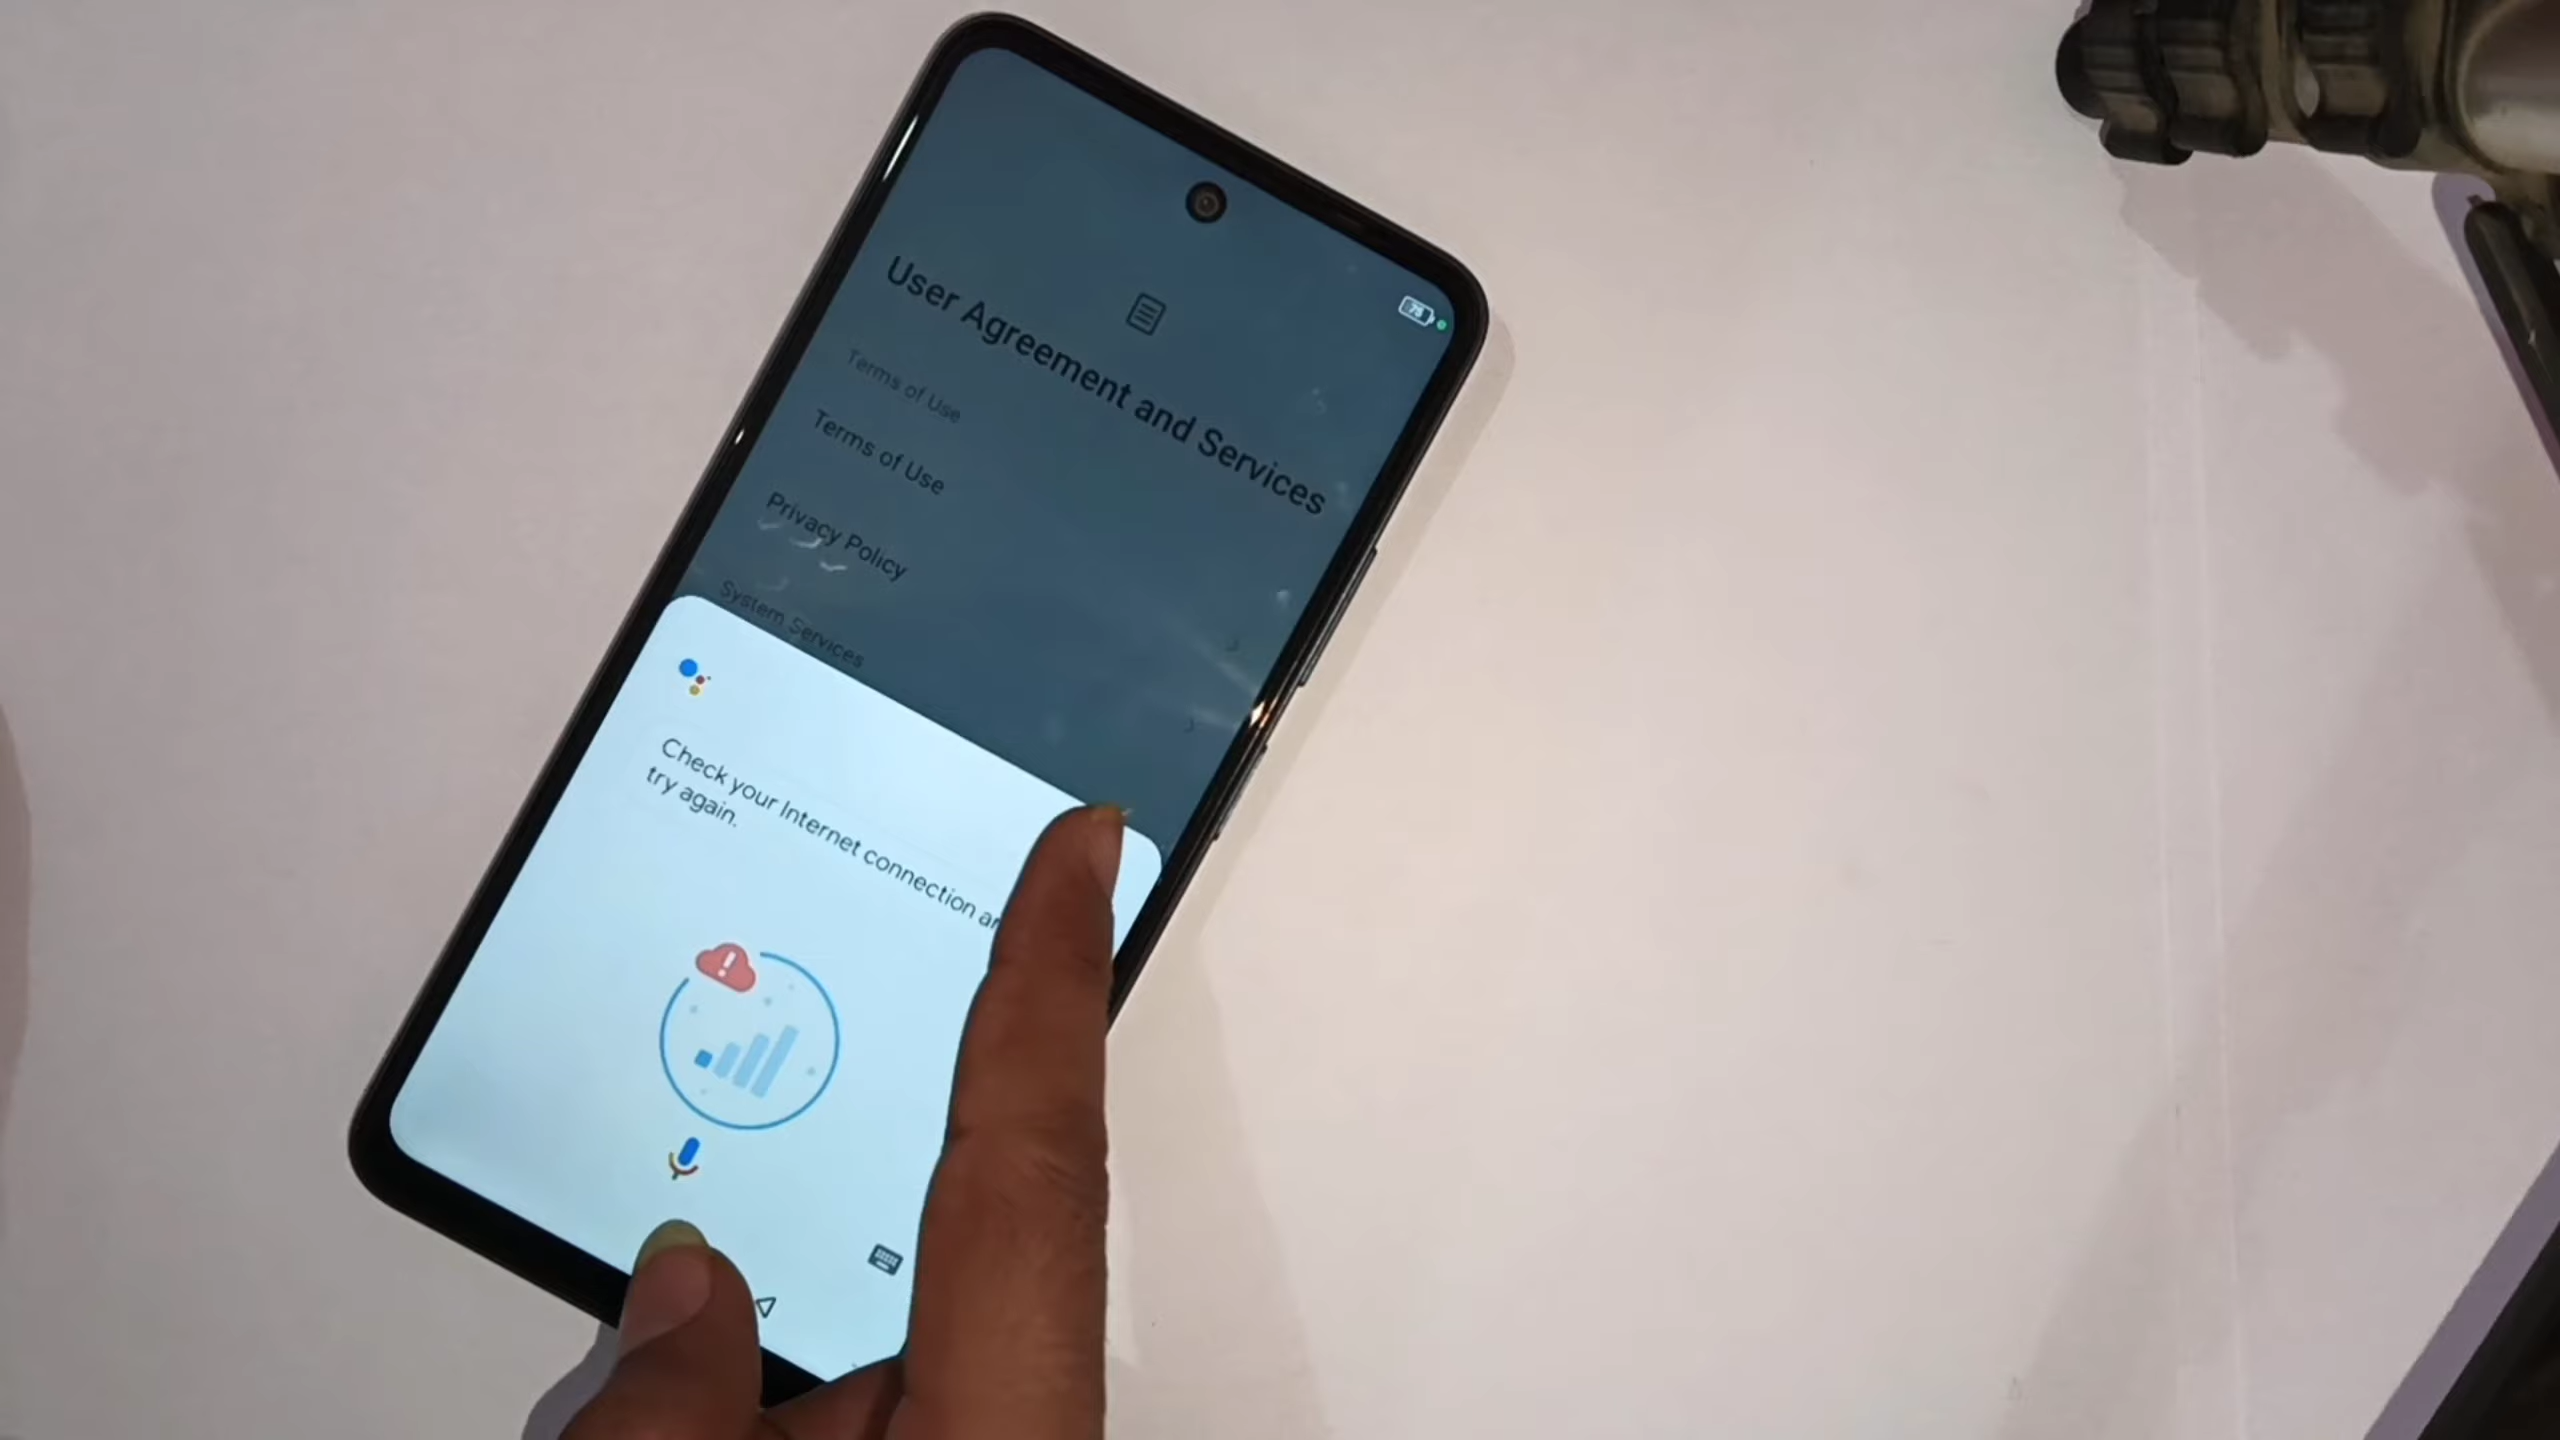 75
User Agreement and Services
Terms of Use
Terms of Use
Privacy Policy
System Services
Check your Internet connection
try again.